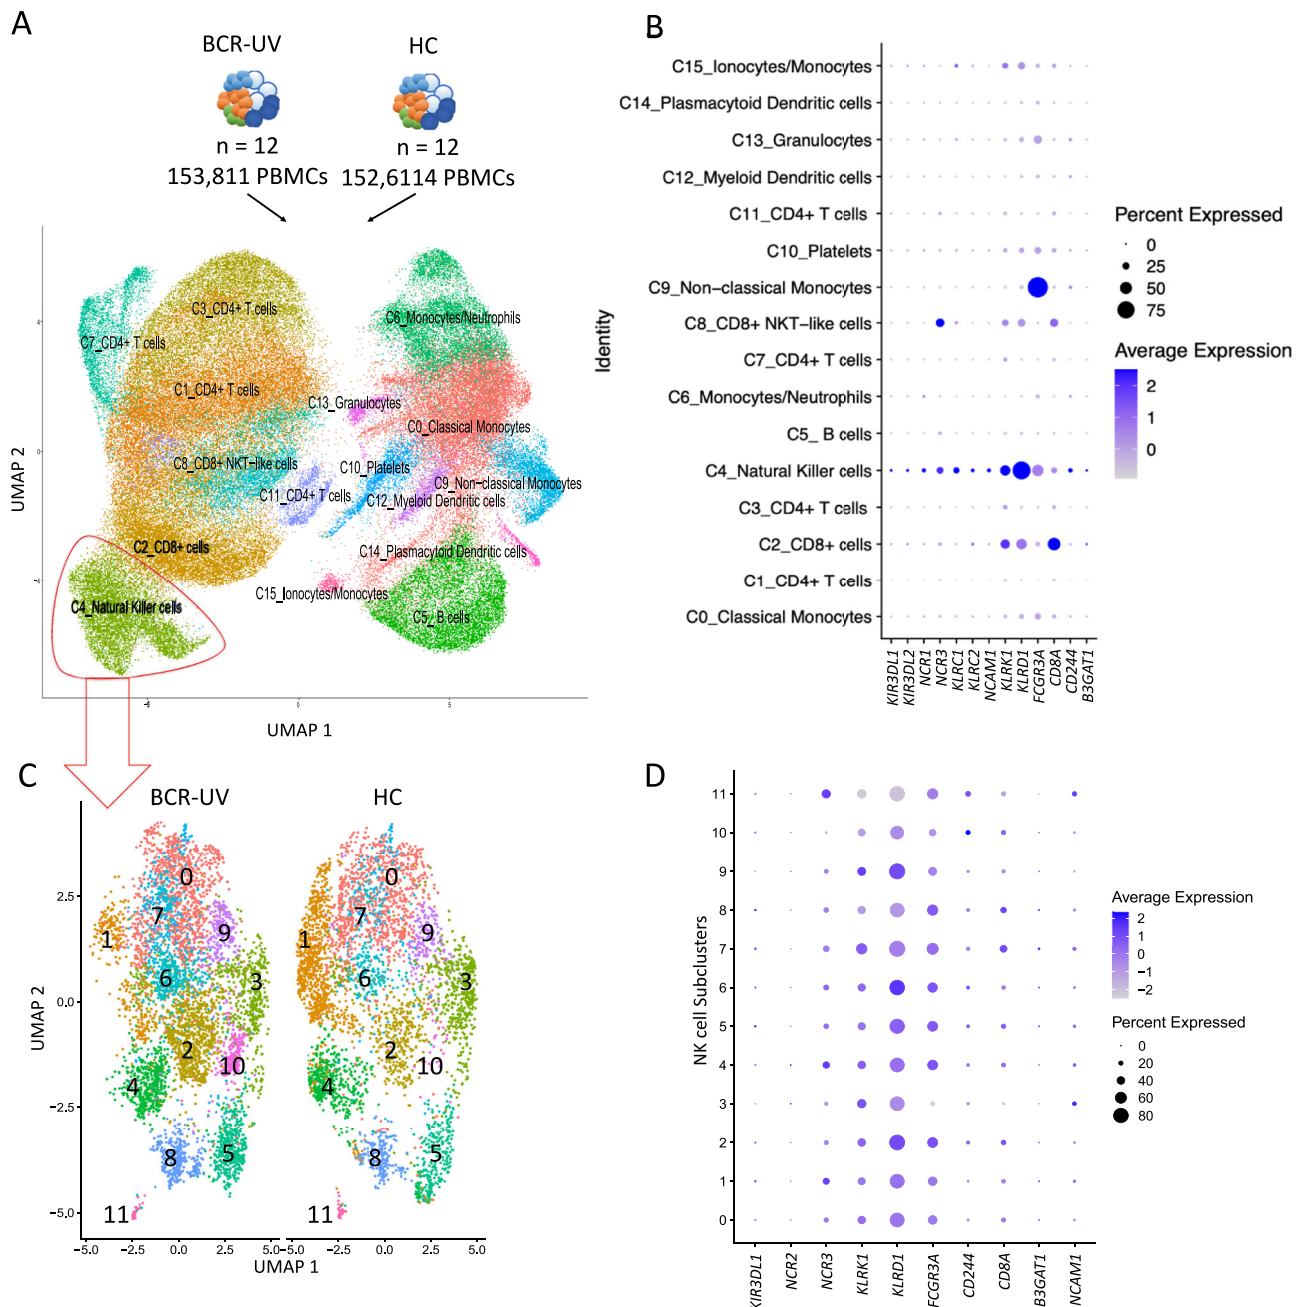 A
BCR-UV
HC
n = 12
n = 12
153,811 PBMCs
152,6114 PBMCs
C3_CD4+ T cells
C6_Monocytes/Neutrophils
C7_CD4+ T cells
C1_CD4+ T cells
C13_Granulocytes
C0_Classical Monocytes
C8_CD8+ NKT-like cells
C10_Platelets
C9_Non-classical Monocytes
C11_CD4+ T cells
C12_Myeloid Dendritic cells
C2_CD8+ cells
C14_Plasmacytoid Dendritic cells
C15_Ionocytes/Monocytes
C4_Natural Killer cells
C5_ B cells
4
0
-4
UMAP 2
-5
0
5
UMAP 1
B
C15_Ionocytes/Monocytes
C14_Plasmacytoid Dendritic cells
C13_Granulocytes
C12_Myeloid Dendritic cells
C11_CD4+ T cells
C10_Platelets
C9_Non-classical Monocytes
C8_CD8+ NKT-like cells
C7_CD4+ T cells
C6_Monocytes/Neutrophils
C5_ B cells
C4_Natural Killer cells
C3_CD4+ T cells
C2_CD8+ cells
C1_CD4+ T cells
C0_Classical Monocytes
Identity
KIR3DL1
KIR3DL2
NCR1
NCR3
KLRC1
KLRC2
NCAM1
KLRK1
KLRD1
FCGR3A
CD8A
CD244
B3GAT1
Percent Expressed
0
25
50
75
Average Expression
2
1
0
C
BCR-UV
HC
0
7
1
9
6
3
2
10
4
8
5
11
0
7
1
9
6
3
2
10
4
8
5
11
2.5
0.0
-2.5
-5.0
UMAP 2
-5.0
-2.5
0.0
2.5
5.0
-5.0
-2.5
0.0
2.5
5.0
UMAP 1
D
11
10
9
8
7
6
5
4
3
2
1
0
NK cell Subclusters
KIR3DL1
NCR2
NCR3
KLRK1
KLRD1
FCGR3A
CD244
CD8A
B3GAT1
NCAM1
Average Expression
2
1
0
-1
-2
Percent Expressed
0
20
40
60
80